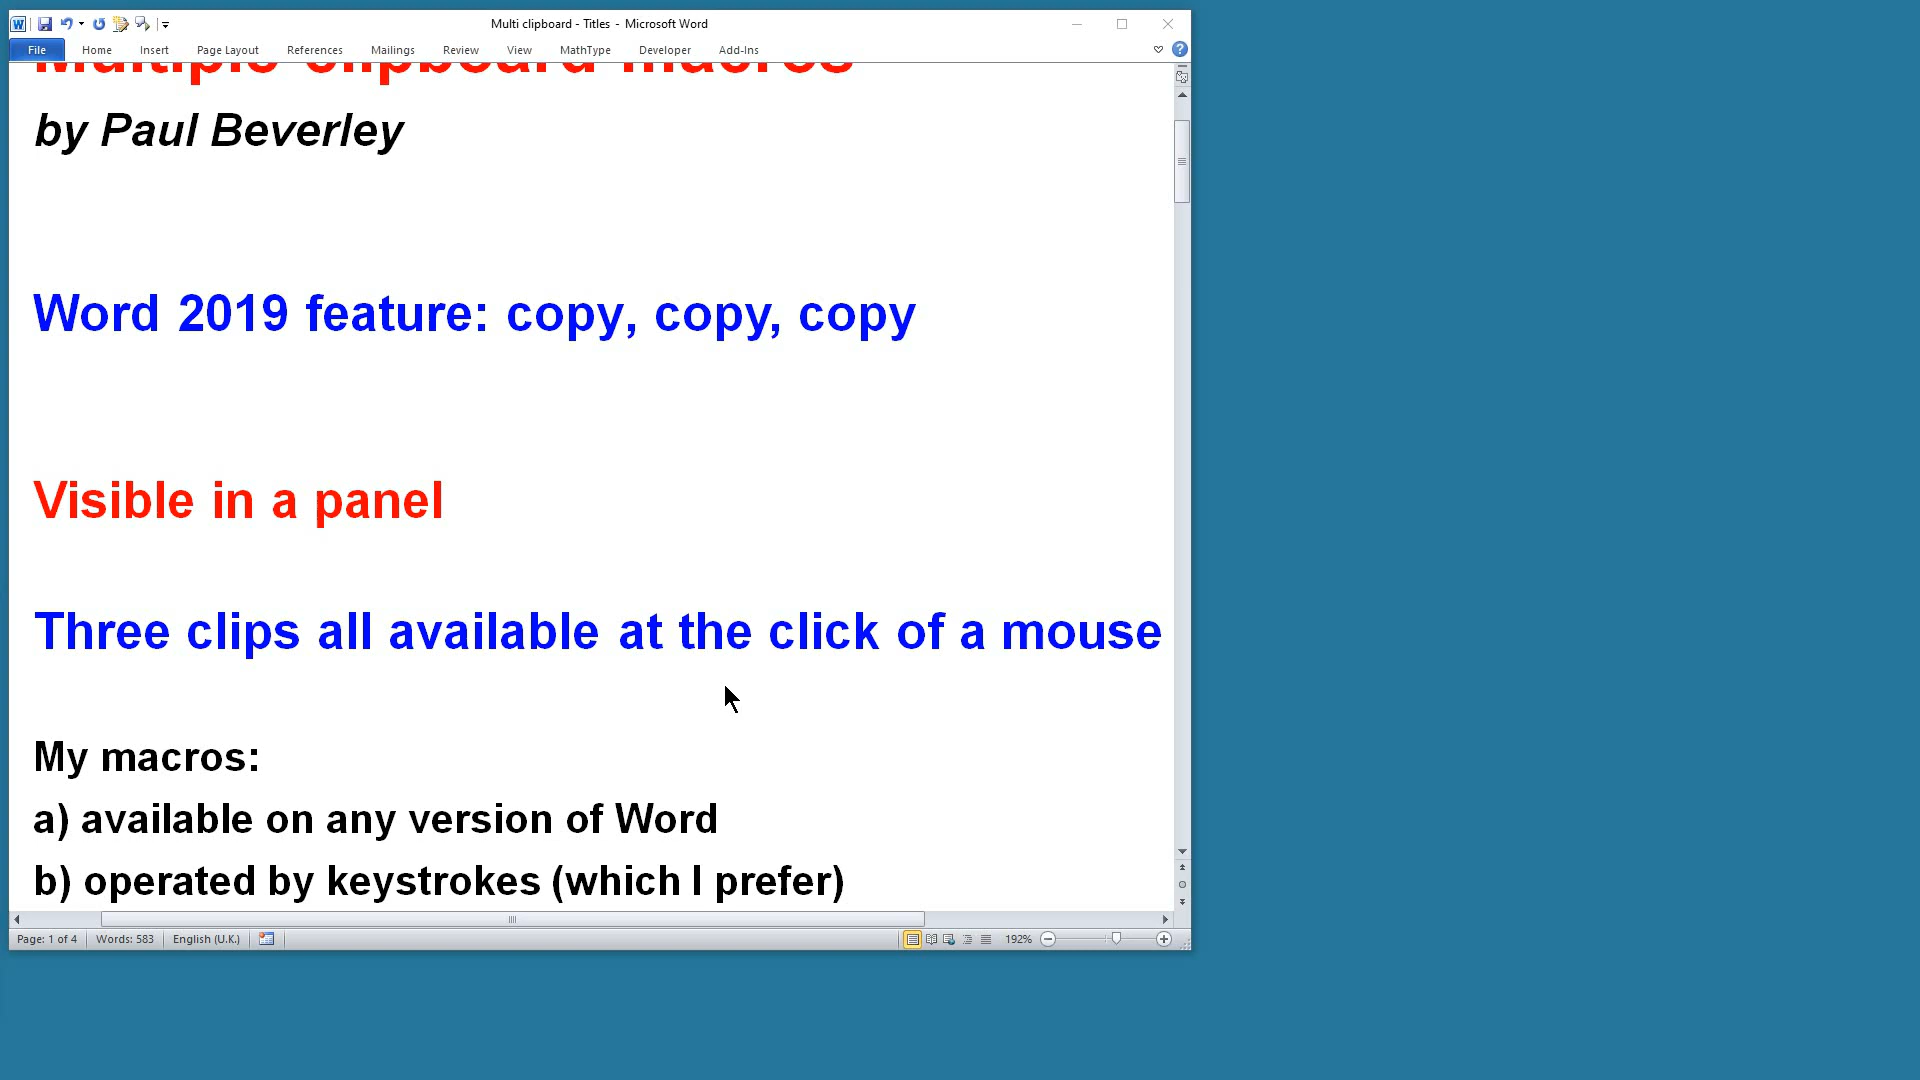 Multi clipboard - Titles - Microsoft Word
File Home Insert Page Layout References Mailings Review View MathType Developer Add-Ins
Multiple clipboard macros
by Paul Beverley
Word 2019 feature: copy, copy, copy
Visible in a panel
Three clips all available at the click of a mouse
My macros:
a) available on any version of Word
b) operated by keystrokes (which I prefer)
Page: 1 of 4 Words: 583 English (U.K.) 192%